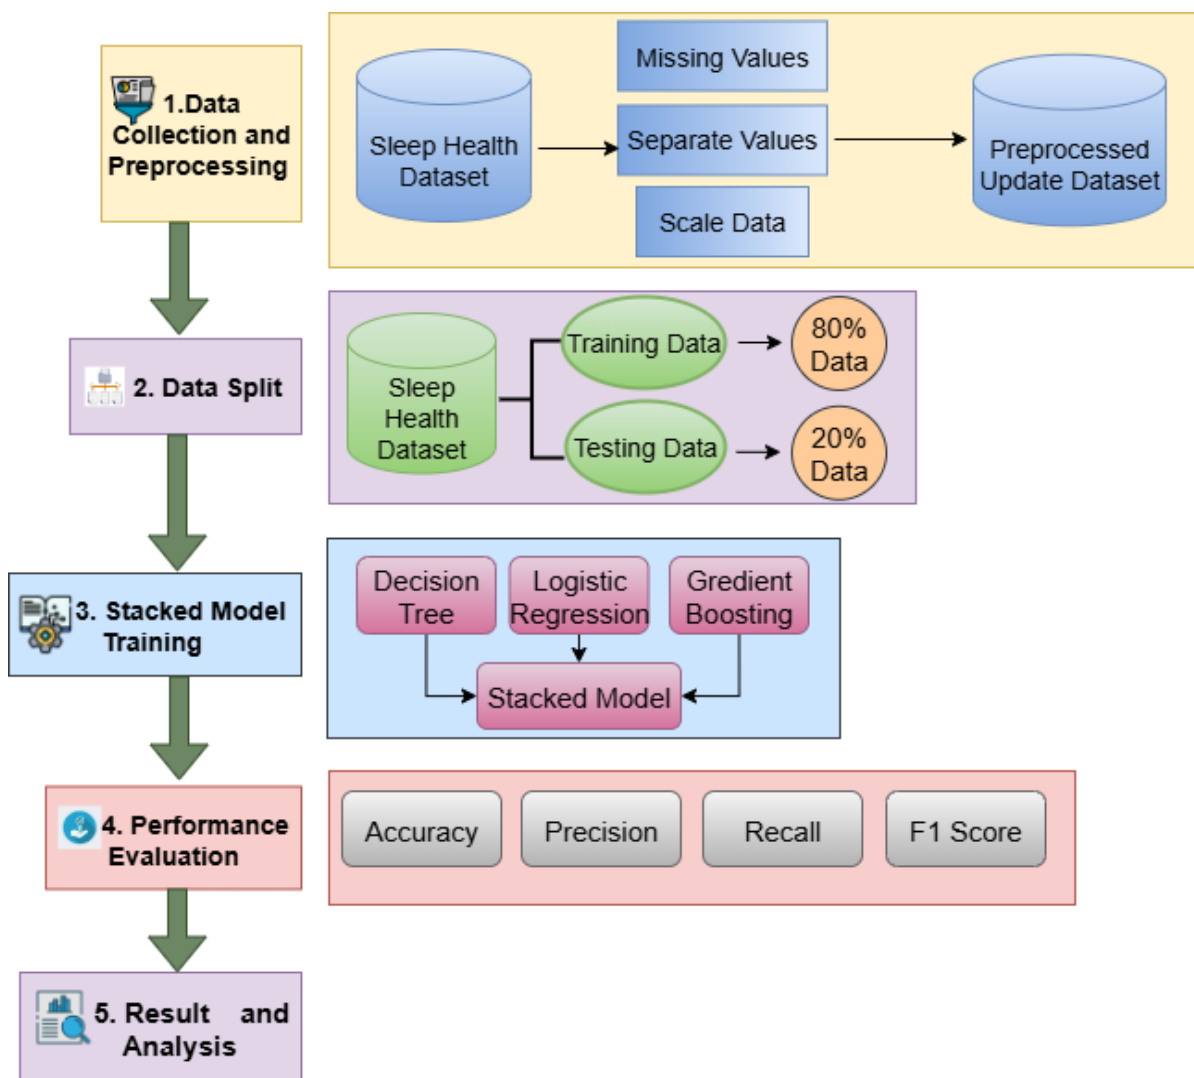 1.Data
Collection and
Preprocessing
Sleep Health
Dataset
Missing Values
Separate Values
Scale Data
Preprocessed
Update Dataset
2. Data Split
Sleep
Health
Dataset
Training Data
80%
Data
Testing Data
20%
Data
3. Stacked Model
Training
Decision
Tree
Logistic
Regression
Gredient
Boosting
Stacked Model
4. Performance
Evaluation
Accuracy
Precision
Recall
F1 Score
5. Result and
Analysis